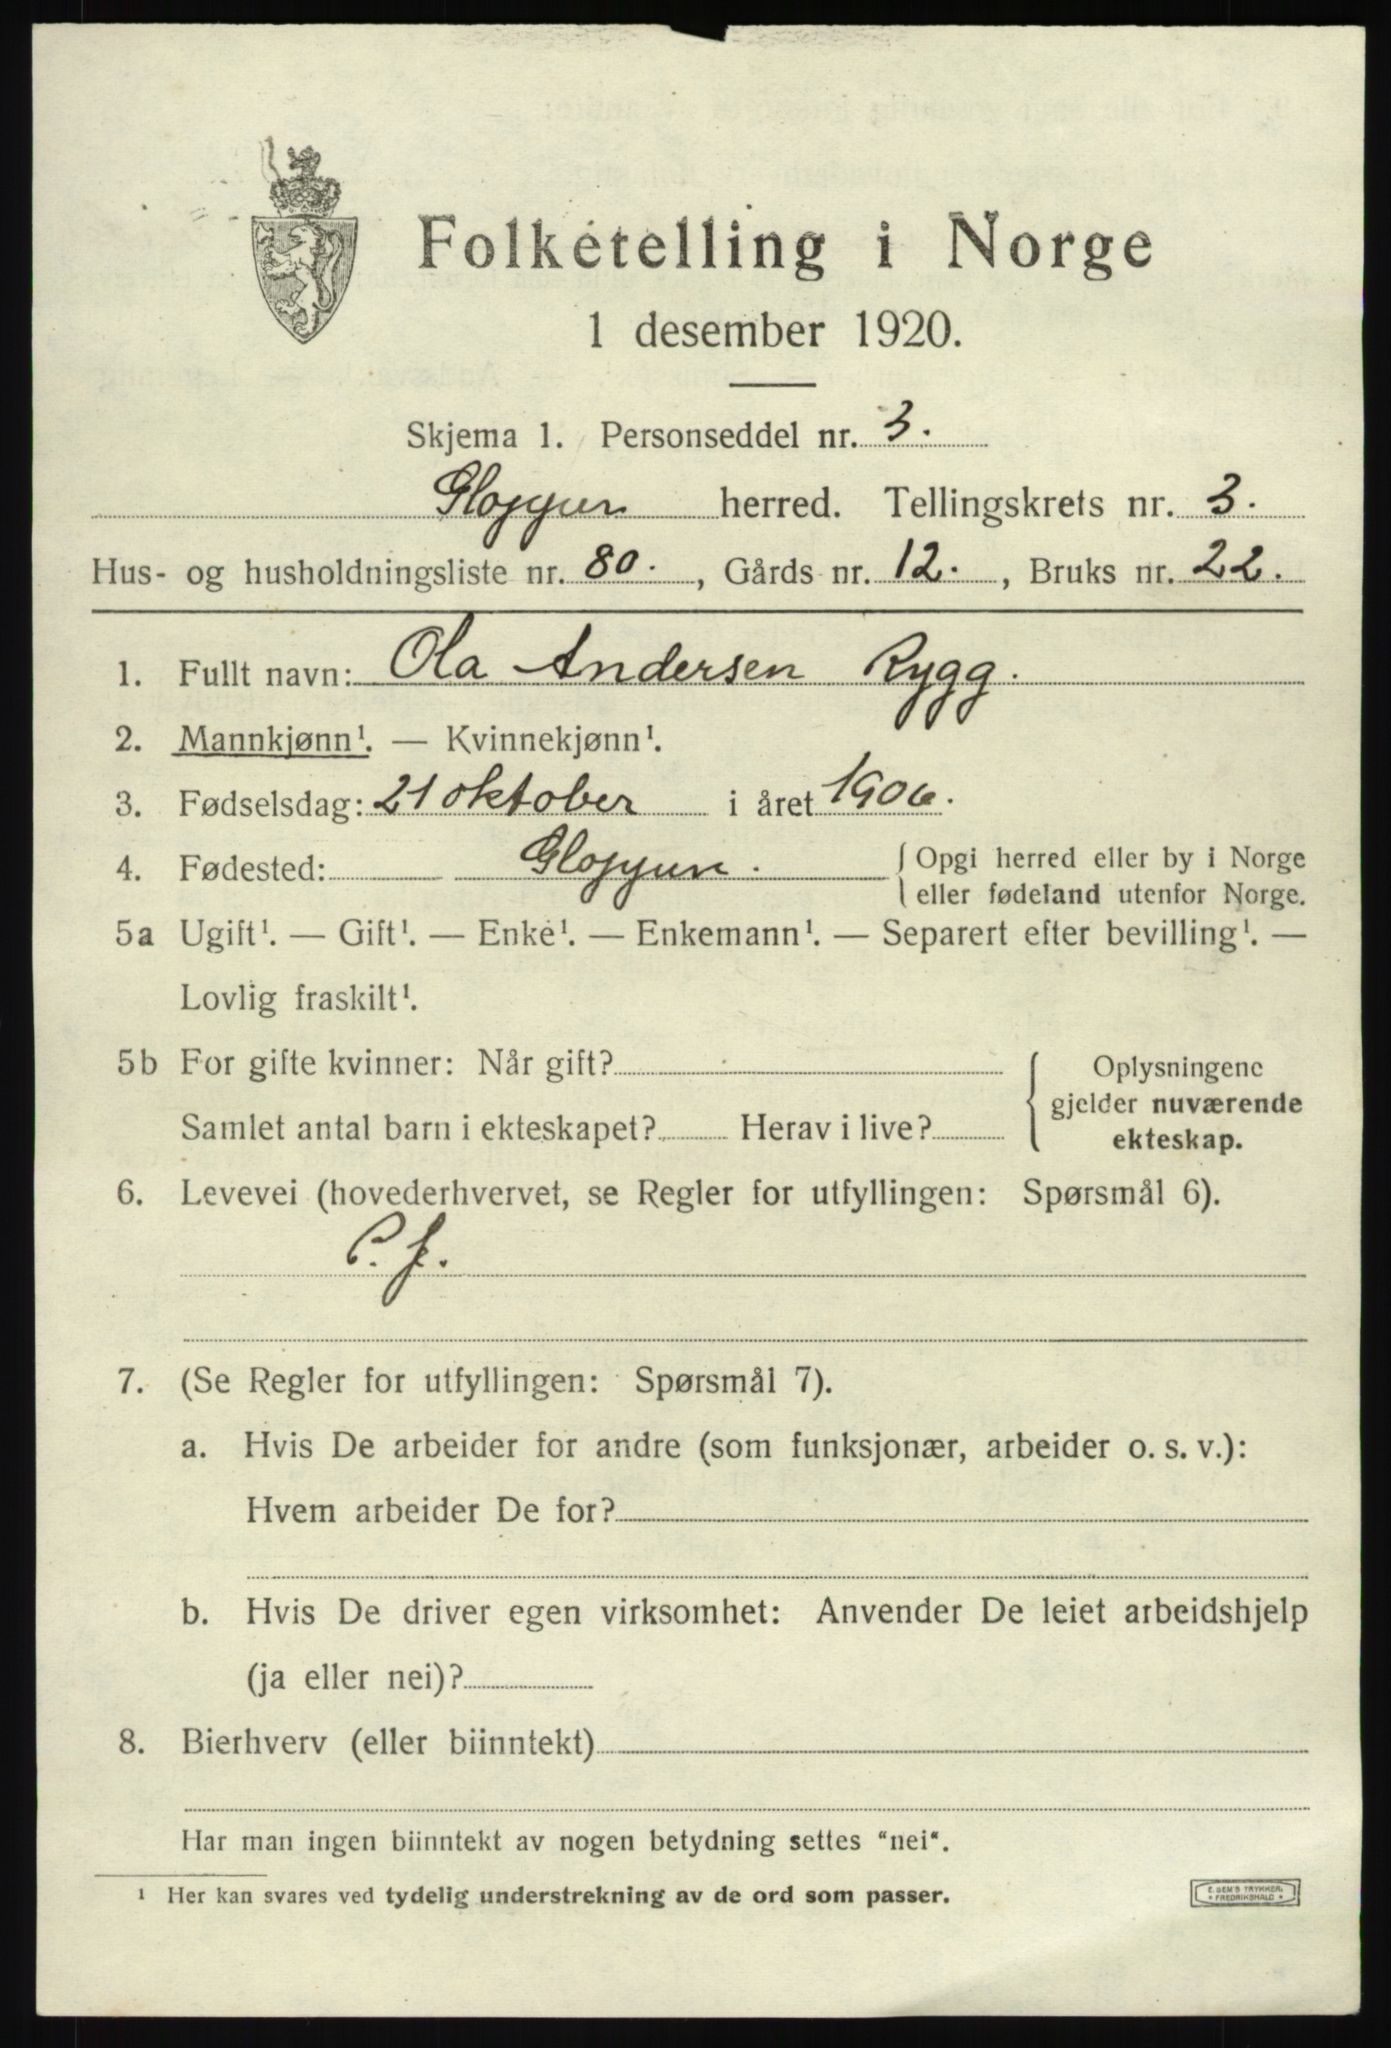 Folketelling i Norge
1 desember 1920.
Skjema 1. Personseddel nr. 3.
Gloppen herred. Tellingskrets nr. 3.
Hus- og husholdningsliste nr. 80., Gårds nr. 12., Bruks nr. 22.
1. Fullt navn: Ola Andersen Rygg.
2. Mannkjønn¹. — Kvinnekjønn¹.
3. Fødselsdag: 21 oktober i året 1906.
4. Fødested: Gloppen. Opgi herred eller by i Norge
eller fødeland utenfor Norge.
5a Ugift¹. — Gift¹. — Enke¹. — Enkemann¹. — Separert efter bevilling¹. —
Lovlig fraskilt¹.
5b For gifte kvinner: Når gift?
Samlet antal barn i ekteskapet? Herav i live?
Oplysningene
gjelder nuværende
ekteskap.
6. Levevei (hovederhvervet, se Regler for utfyllingen: Spørsmål 6).
7. (Se Regler for utfyllingen: Spørsmål 7).
a. Hvis De arbeider for andre (som funksjonær, arbeider o. s. v.):
Hvem arbeider De for?
b. Hvis De driver egen virksomhet: Anvender De leiet arbeidshjelp
(ja eller nei)?
8. Bierhverv (eller biinntekt)
Har man ingen biinntekt av nogen betydning settes "nei".
¹ Her kan svares ved tydelig understrekning av de ord som passer.
E. SEM'S TRYKKERI,
FREDRIKSHALD